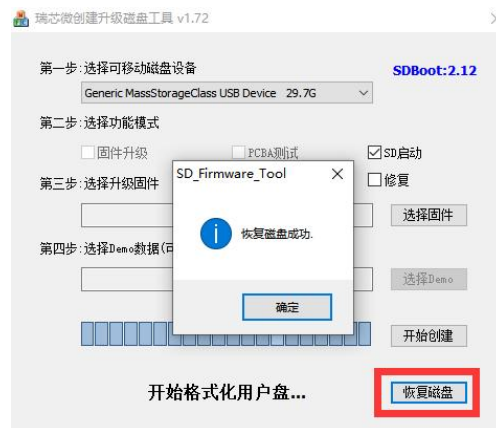 瑞芯微创建升级磁盘工具 v1.72
第一步:选择可移动磁盘设备
SDBoot:2.12
Generic MassStorageClass USB Device 29.7G
第二步:选择功能模式
固件升级
PCBA测试
SD启动
修复
第三步:选择升级固件
选择固件
SD_Firmware_Tool
恢复磁盘成功.
确定
第四步:选择Demo数据(可
选择Demo
开始创建
开始格式化用户盘...
恢复磁盘